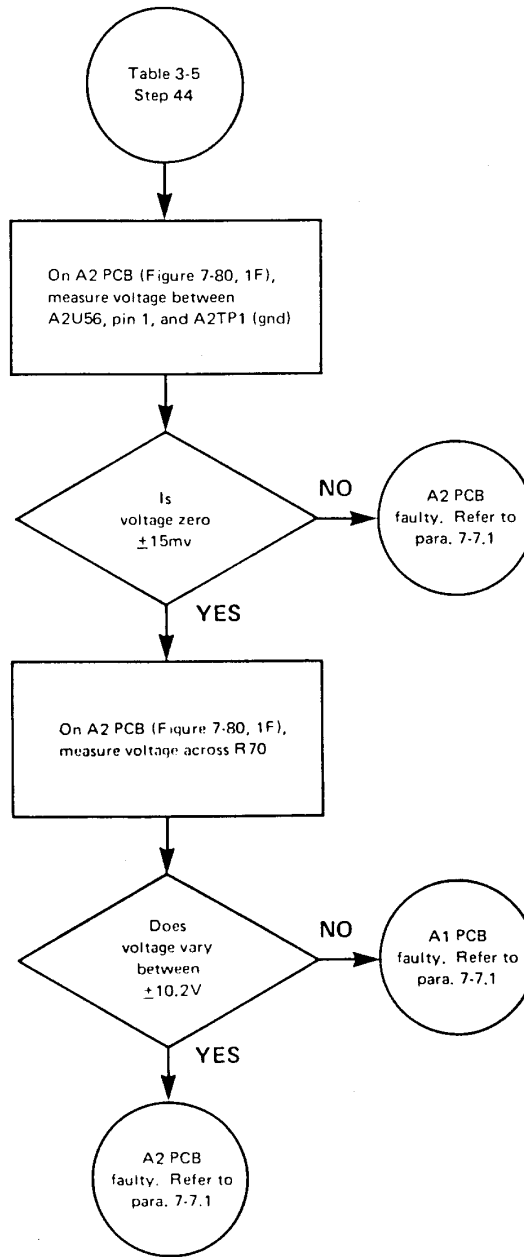 Table 3-5
Step 44
On A2 PCB (Figure 7-80, 1F),
measure voltage between
A2U56, pin 1, and A2TP1 (gnd)
Is
voltage zero
±15mv
NO
A2 PCB
faulty. Refer to
para. 7-7.1
YES
On A2 PCB (Figure 7-80, 1F),
measure voltage across R70
Does
voltage vary
between
±10.2V
NO
A1 PCB
faulty. Refer to
para. 7-7.1
YES
A2 PCB
faulty. Refer to
para. 7-7.1